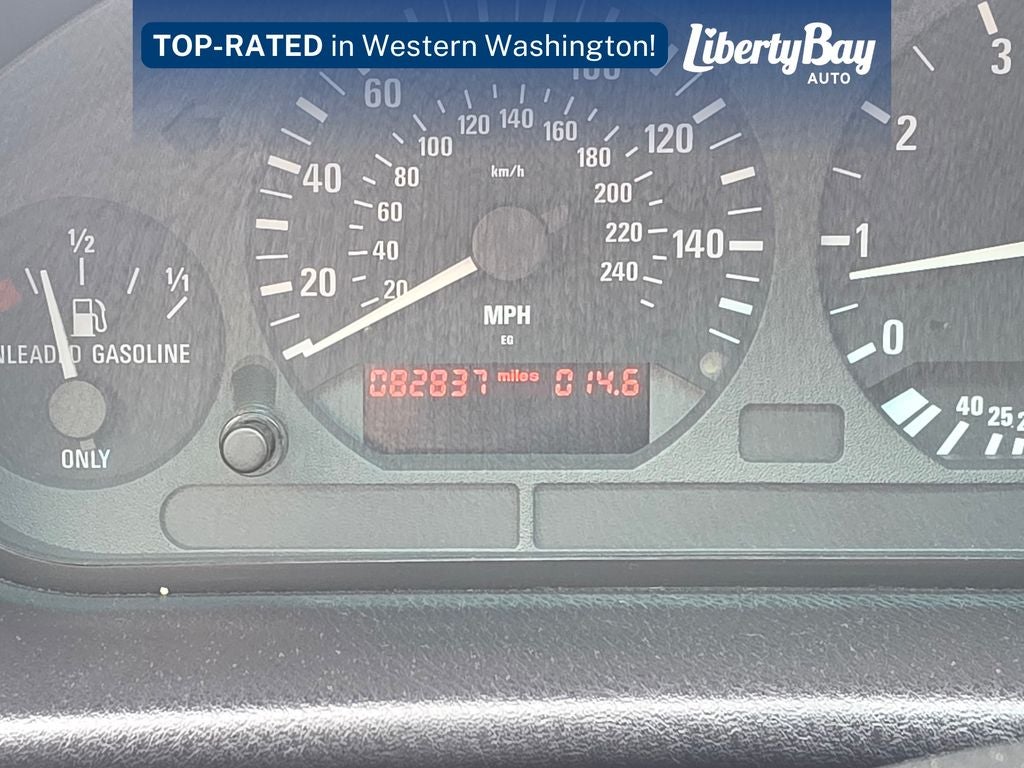 TOP-RATED in Western Washington!
LibertyBay
AUTO
60
40
20
120
140
100
80
60
40
20
120
140
160
180
200
220
240
km/h
MPH
EG
082837 miles 014.6
1/2
1/1
UNLEADED GASOLINE
ONLY
3
2
1
0
40
25